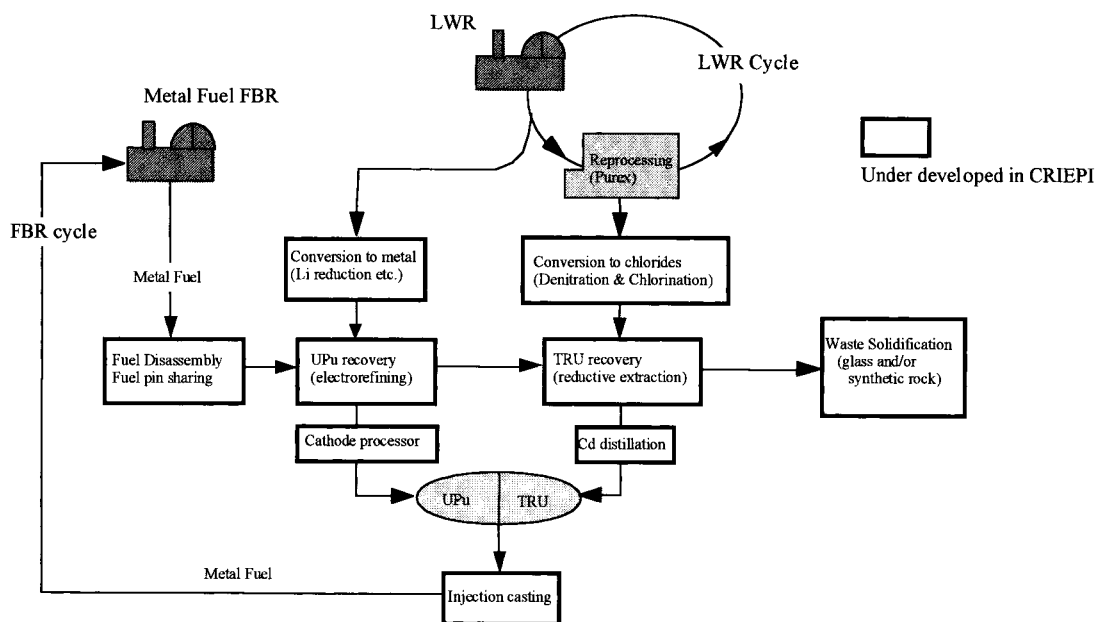 LWR
LWR Cycle
Metal Fuel FBR
Reprocessing
(Purex)
Under developed in CRIEPI
FBR cycle
Conversion to metal
(Li reduction etc.)
Conversion to chlorides
(Denitration & Chlorination)
Metal Fuel
Fuel Disassembly
Fuel pin sharing
UPu recovery
(electrorefining)
TRU recovery
(reductive extraction)
Waste Solidification
(glass and/or
synthetic rock)
Cathode processor
Cd distillation
UPu
TRU
Metal Fuel
Injection casting